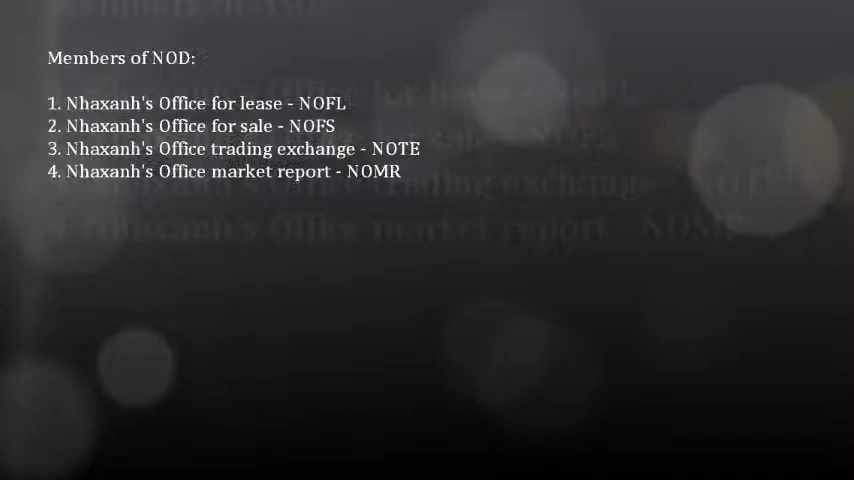 Members of NOD:
1. Nhaxanh's Office for lease - NOFL
2. Nhaxanh's Office for sale - NOFS
3. Nhaxanh's Office trading exchange - NOTE
4. Nhaxanh's Office market report - NOMR